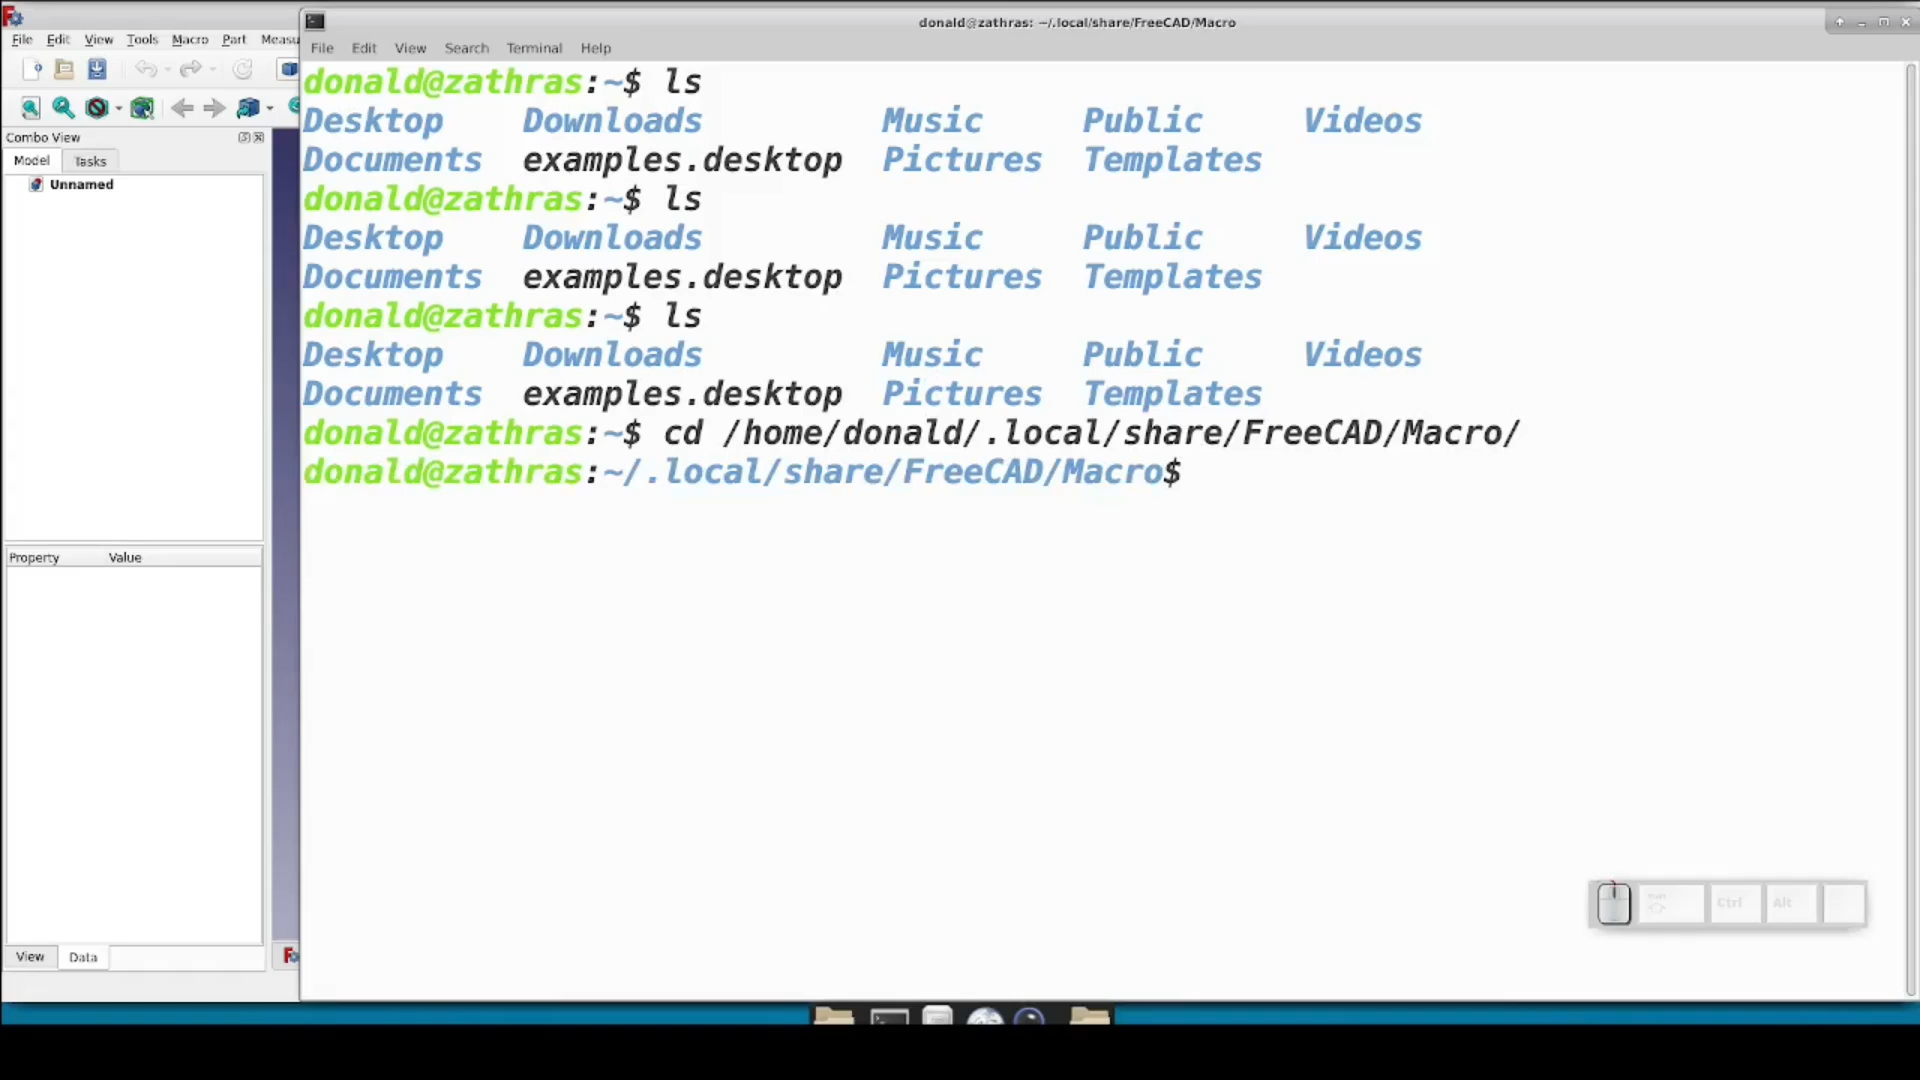 donald@zathras: ~/.local/share/FreeCAD/Macro
File Edit View Tools Macro Part Measu
File Edit View Search Terminal Help
Combo View
Model Tasks
Unnamed
Property Value
View Data
donald@zathras:~$ ls
Desktop Downloads Music Public Videos
Documents examples.desktop Pictures Templates
donald@zathras:~$ ls
Desktop Downloads Music Public Videos
Documents examples.desktop Pictures Templates
donald@zathras:~$ ls
Desktop Downloads Music Public Videos
Documents examples.desktop Pictures Templates
donald@zathras:~$ cd /home/donald/.local/share/FreeCAD/Macro/
donald@zathras:~/.local/share/FreeCAD/Macro$
Ctrl Alt